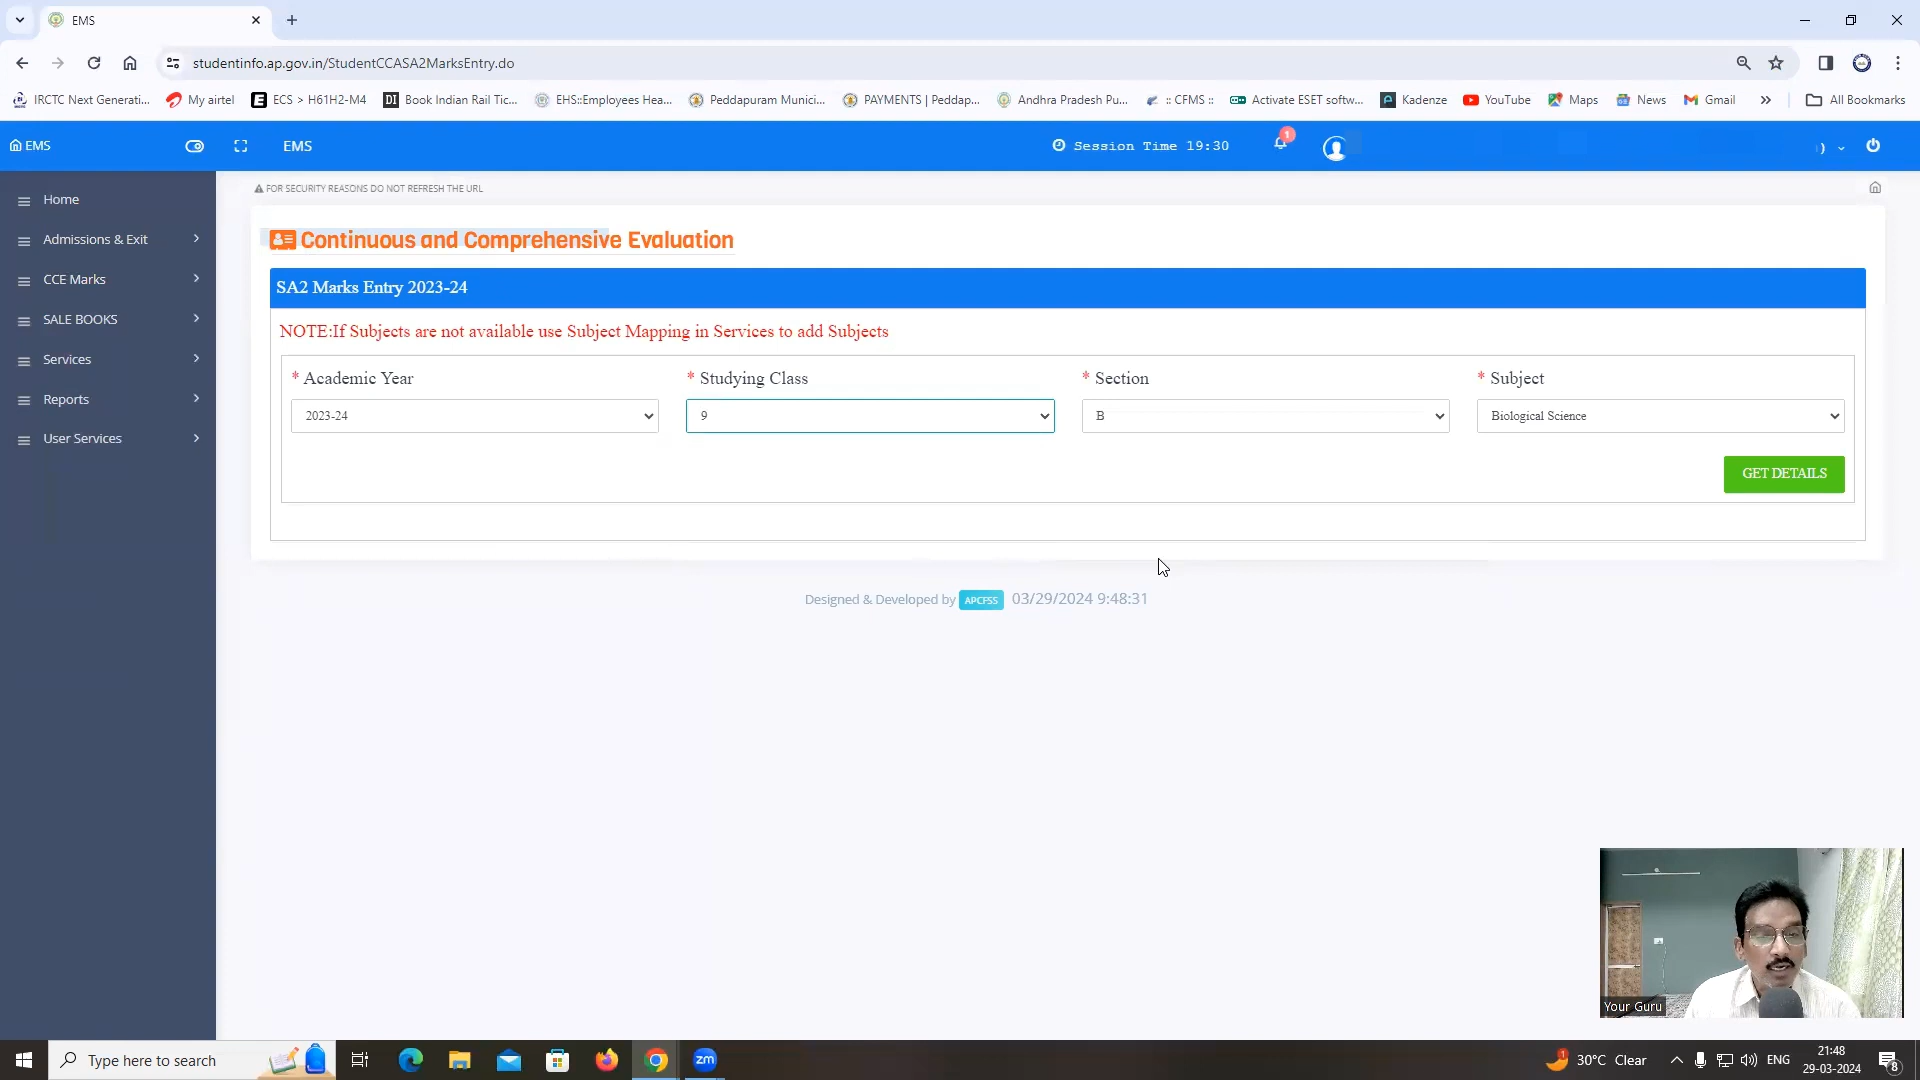 EMS
studentinfo.ap.gov.in/StudentCCASA2MarksEntry.do
IRCTC Next Generati...
My airtel
ECS > H61H2-M4
Book Indian Rail Tic...
EHS::Employees Hea...
Peddapuram Munici...
PAYMENTS | Peddap...
Andhra Pradesh Pu...
:: CFMS ::
Activate ESET softw...
Kadenze
YouTube
Maps
News
Gmail
All Bookmarks
EMS
EMS
Session Time 19:30
1
Home
Admissions & Exit
CCE Marks
SALE BOOKS
Services
Reports
User Services
FOR SECURITY REASONS DO NOT REFRESH THE URL
Continuous and Comprehensive Evaluation
SA2 Marks Entry 2023-24
NOTE:If Subjects are not available use Subject Mapping in Services to add Subjects
* Academic Year
* Studying Class
* Section
* Subject
2023-24
9
B
Biological Science
GET DETAILS
Designed & Developed by APCFSS 03/29/2024 9:48:31
Your Guru
Type here to search
zm
30°C Clear
ENG
21:48
29-03-2024
8